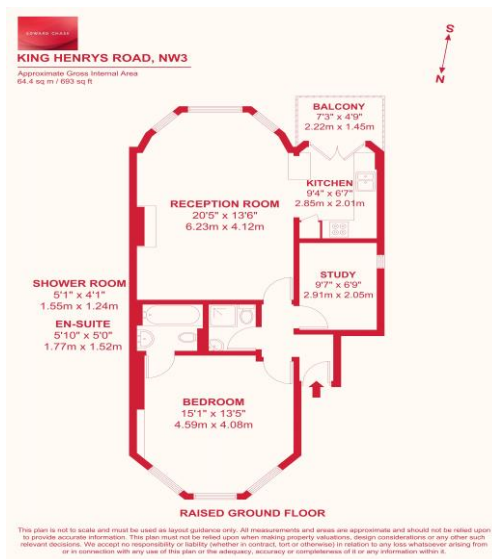 EDWARD CHASE
KING HENRYS ROAD, NW3
Approximate Gross Internal Area
64.4 sq m / 693 sq ft
S
N
BALCONY
7'3" x 4'9"
2.22m x 1.45m
KITCHEN
9'4" x 6'7"
2.85m x 2.01m
RECEPTION ROOM
20'5" x 13'6"
6.23m x 4.12m
STUDY
9'7" x 6'9"
2.91m x 2.05m
SHOWER ROOM
5'1" x 4'1"
1.55m x 1.24m
EN-SUITE
5'10" x 5'0"
1.77m x 1.52m
BEDROOM
15'1" x 13'5"
4.59m x 4.08m
RAISED GROUND FLOOR
This plan is not to scale and must be used as layout guidance only. All measurements and areas are approximate and should not be relied upon
to provide accurate information. This plan must not be relied upon when making property valuations, design considerations or any other such
relevant decisions. We accept no responsibility or liability (whether in contract, tort or otherwise) in relation to any loss whatsoever arising from
or in connection with any use of this plan or the adequacy, accuracy or completeness of it or any information within it.